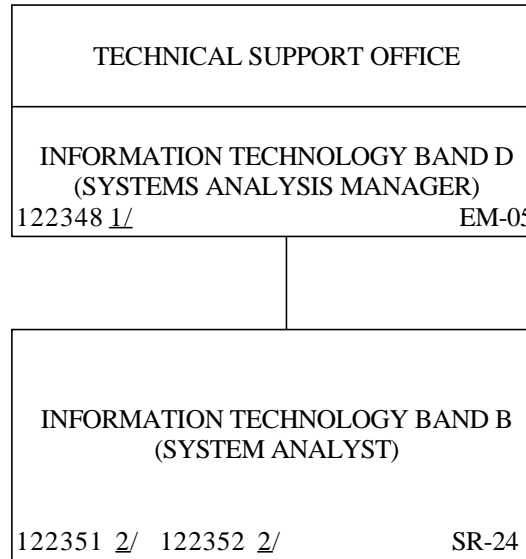 TECHNICAL SUPPORT OFFICE
INFORMATION TECHNOLOGY BAND D
(SYSTEMS ANALYSIS MANAGER)
122348 1/ EM-05
INFORMATION TECHNOLOGY BAND B
(SYSTEM ANALYST)
122351 2/ 122352 2/ SR-24